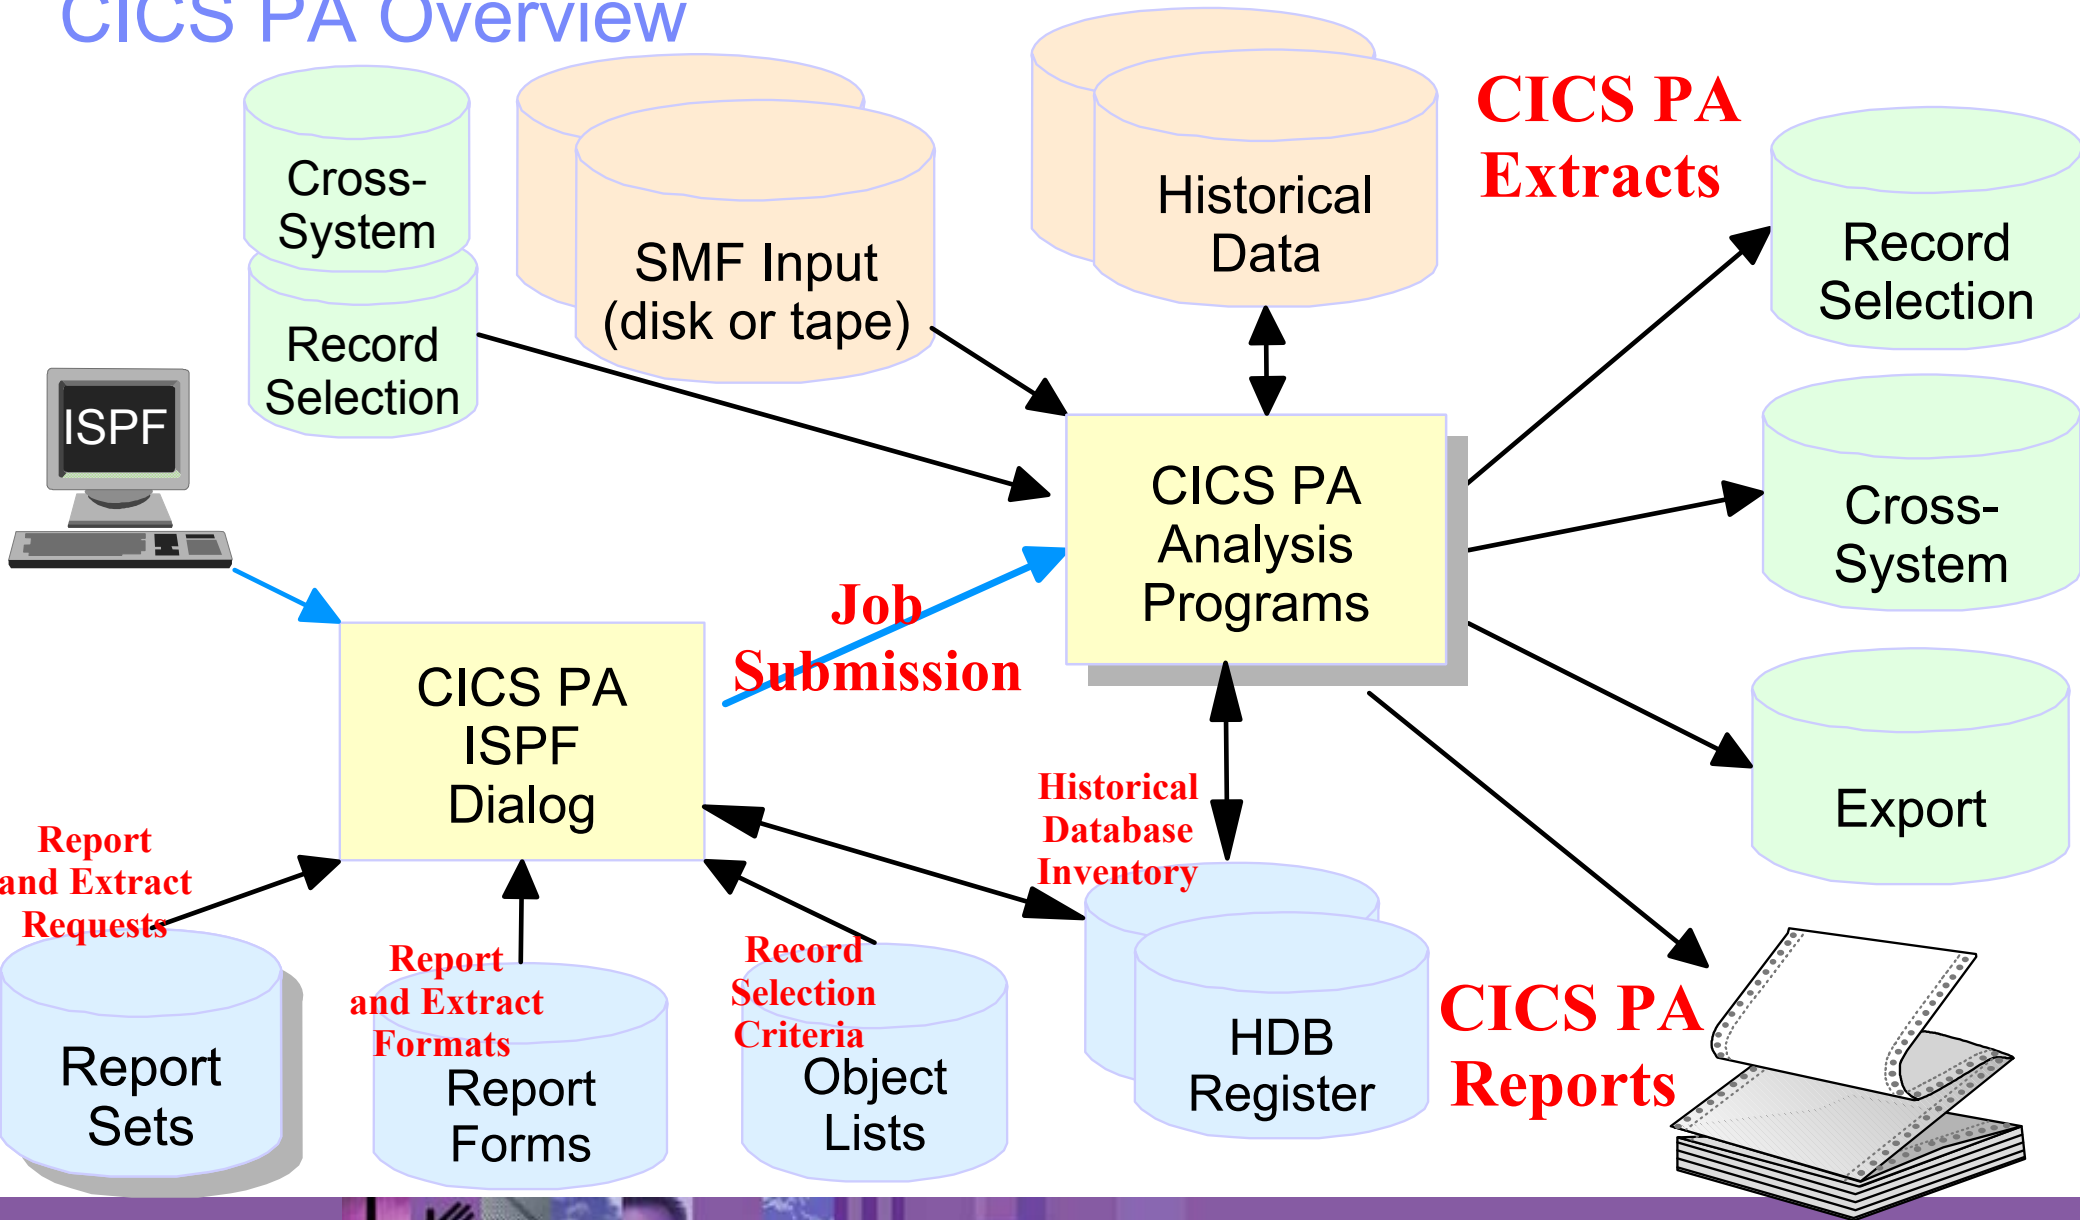 CICS PA Overview
Cross-
System
Record
Selection
SMF Input
(disk or tape)
Historical
Data
CICS PA
Extracts
Record
Selection
ISPF
CICS PA
Analysis
Programs
Cross-
System
Job
Submission
CICS PA
ISPF
Dialog
Historical
Database
Inventory
Export
Report
and Extract
Requests
Report
and Extract
Formats
Record
Selection
Criteria
Report
Sets
Report
Forms
Object
Lists
HDB
Register
CICS PA
Reports